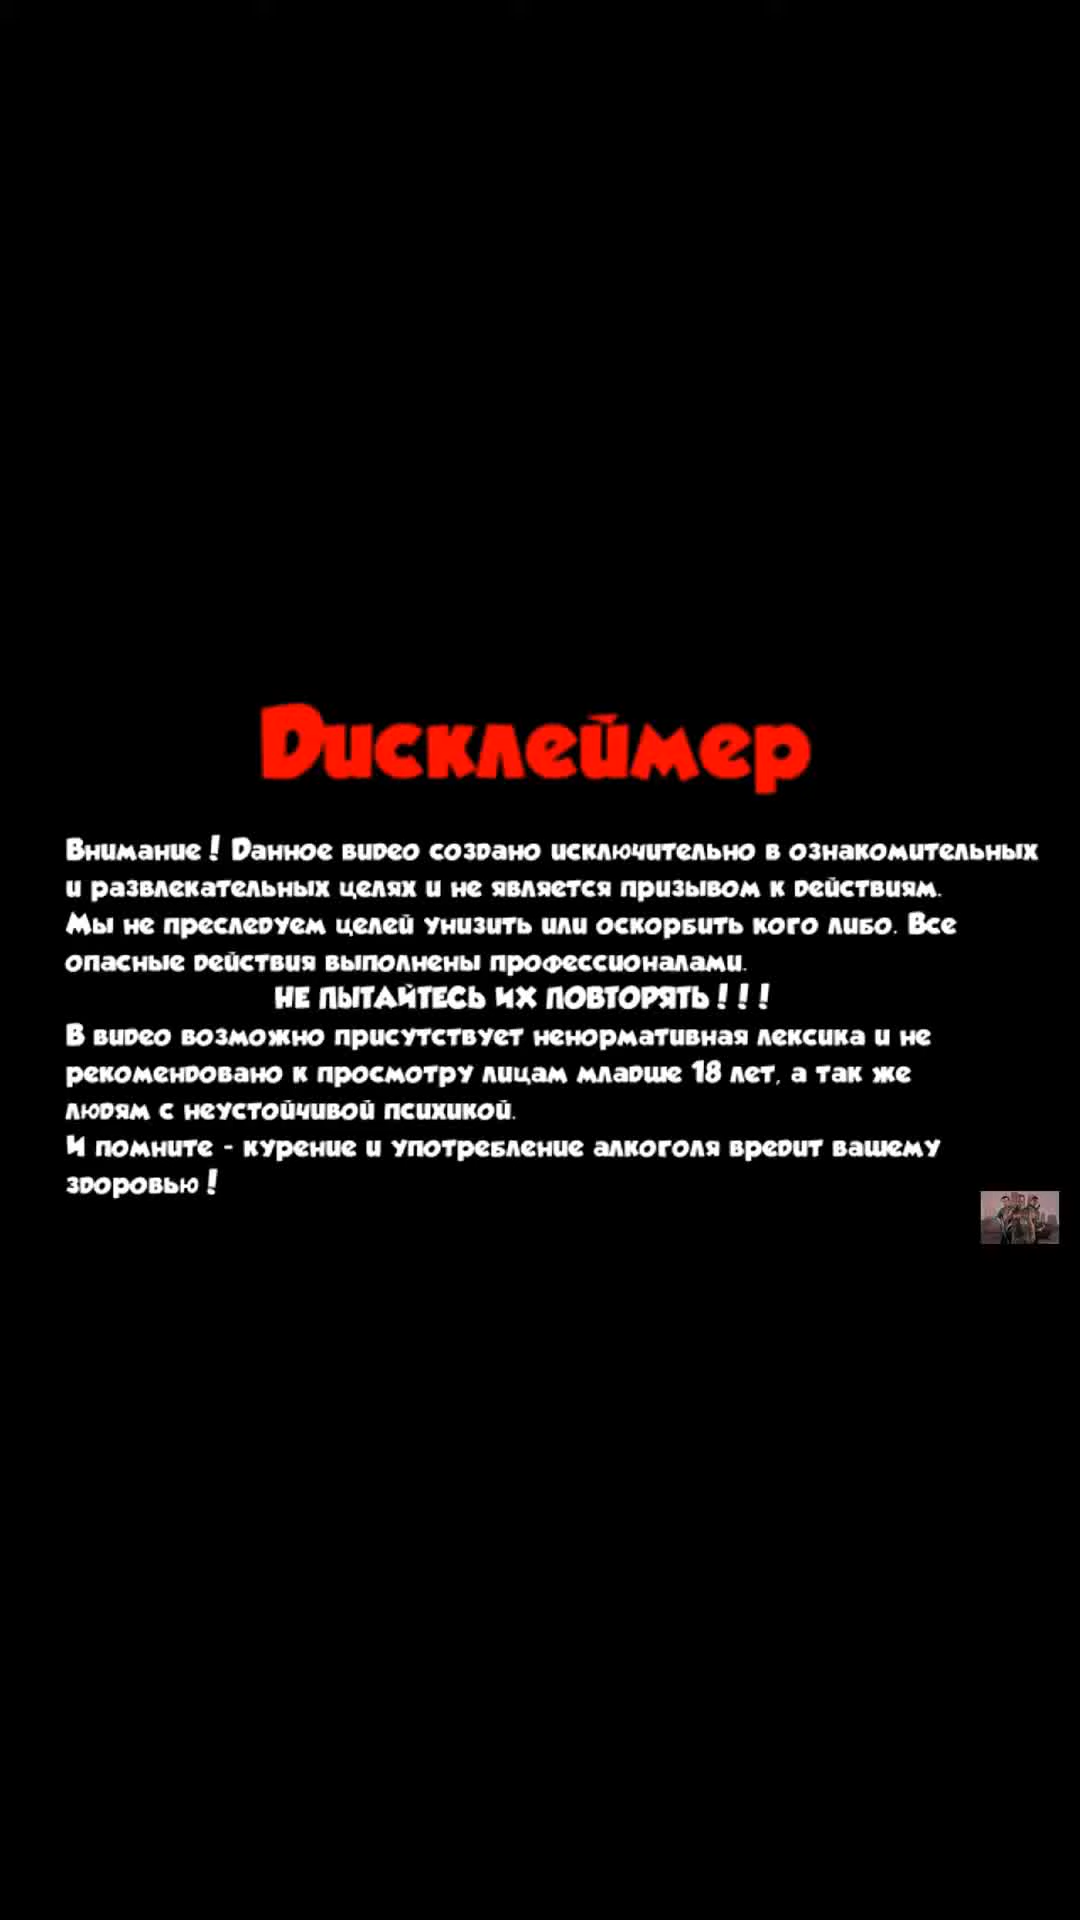 Дисклеймер
Внимание! Данное видео создано исключительно в ознакомительных
и развлекательных целях и не является призывом к действиям.
Мы не преследуем целей унизить или оскорбить кого либо. Все
опасные действия выполнены профессионалами.
НЕ ПЫТАЙТЕСЬ ИХ ПОВТОРЯТЬ!!!
В видео возможно присутствует ненормативная лексика и не
рекомендовано к просмотру лицам младше 18 лет, а так же
людям с неустойчивой психикой.
И помните - курение и употребление алкоголя вредит вашему
здоровью!